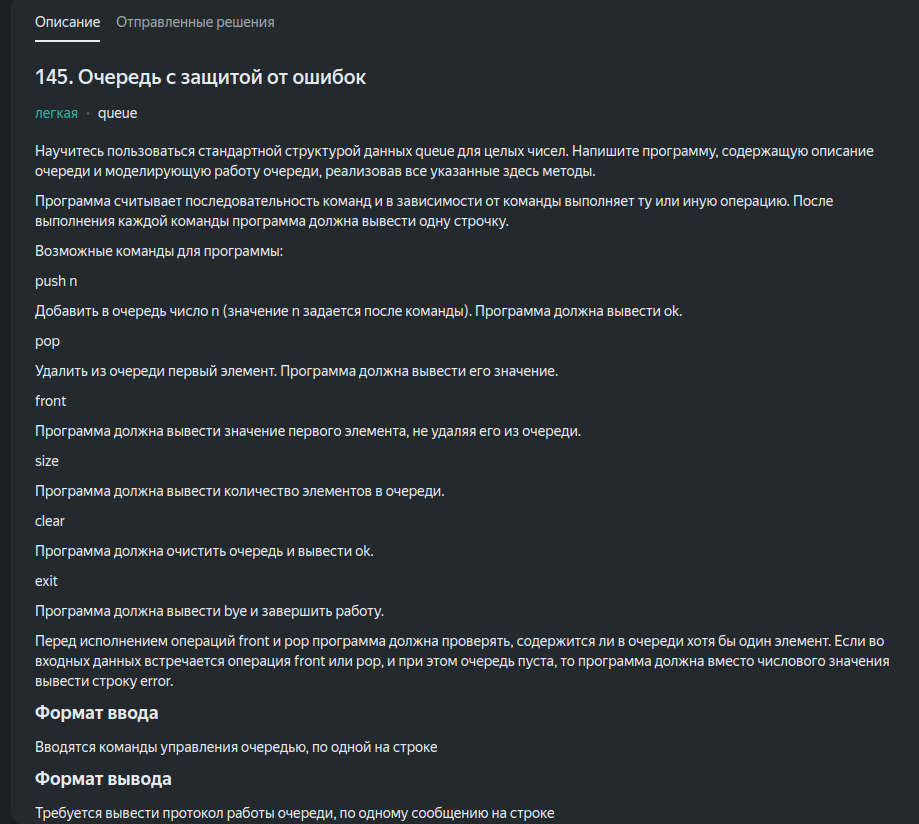 Описание Отправленные решения
145. Очередь с защитой от ошибок
легкая · queue
Научитесь пользоваться стандартной структурой данных queue для целых чисел. Напишите программу, содержащую описание
очереди и моделирующую работу очереди, реализовав все указанные здесь методы.
Программа считывает последовательность команд и в зависимости от команды выполняет ту или иную операцию. После
выполнения каждой команды программа должна вывести одну строчку.
Возможные команды для программы:
push n
Добавить в очередь число n (значение n задается после команды). Программа должна вывести ok.
pop
Удалить из очереди первый элемент. Программа должна вывести его значение.
front
Программа должна вывести значение первого элемента, не удаляя его из очереди.
size
Программа должна вывести количество элементов в очереди.
clear
Программа должна очистить очередь и вывести ok.
exit
Программа должна вывести bye и завершить работу.
Перед исполнением операций front и pop программа должна проверять, содержится ли в очереди хотя бы один элемент. Если во
входных данных встречается операция front или pop, и при этом очередь пуста, то программа должна вместо числового значения
вывести строку error.
Формат ввода
Вводятся команды управления очередью, по одной на строке
Формат вывода
Требуется вывести протокол работы очереди, по одному сообщению на строке